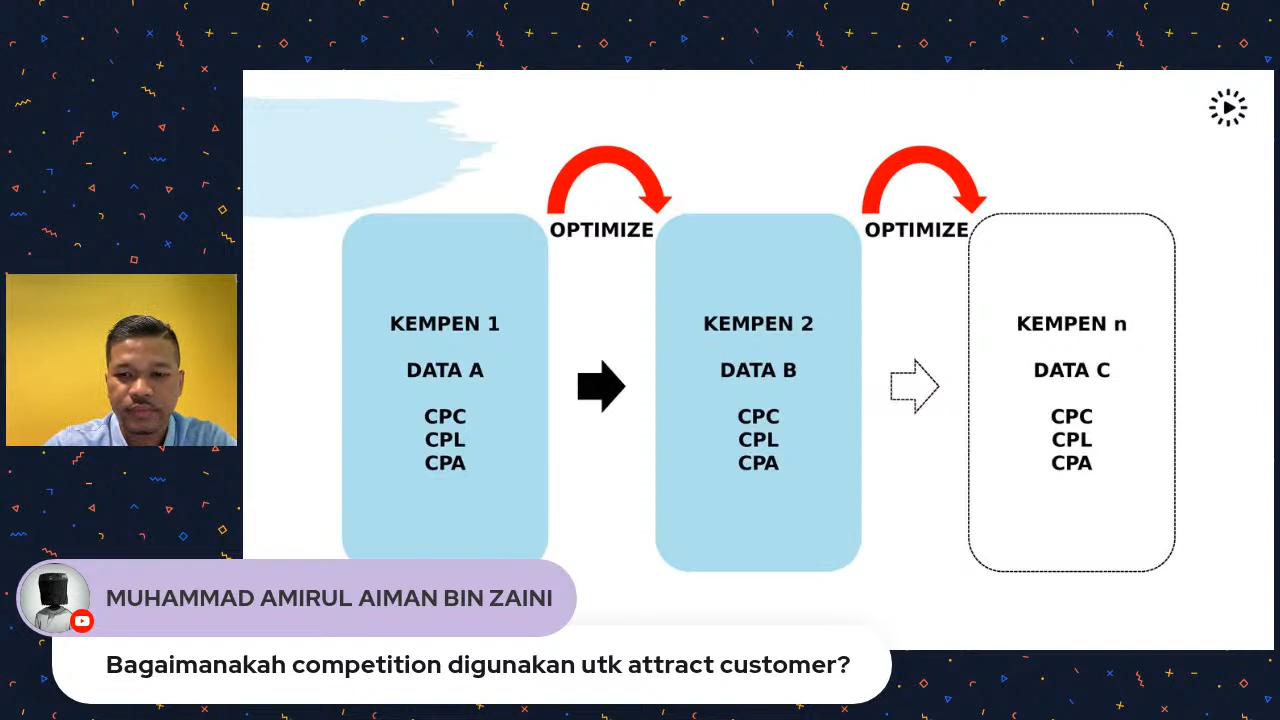 OPTIMIZE
OPTIMIZE
KEMPEN 1
DATA A
CPC
CPL
CPA
KEMPEN 2
DATA B
CPC
CPL
CPA
KEMPEN n
DATA C
CPC
CPL
CPA
MUHAMMAD AMIRUL AIMAN BIN ZAINI
Bagaimanakah competition digunakan utk attract customer?